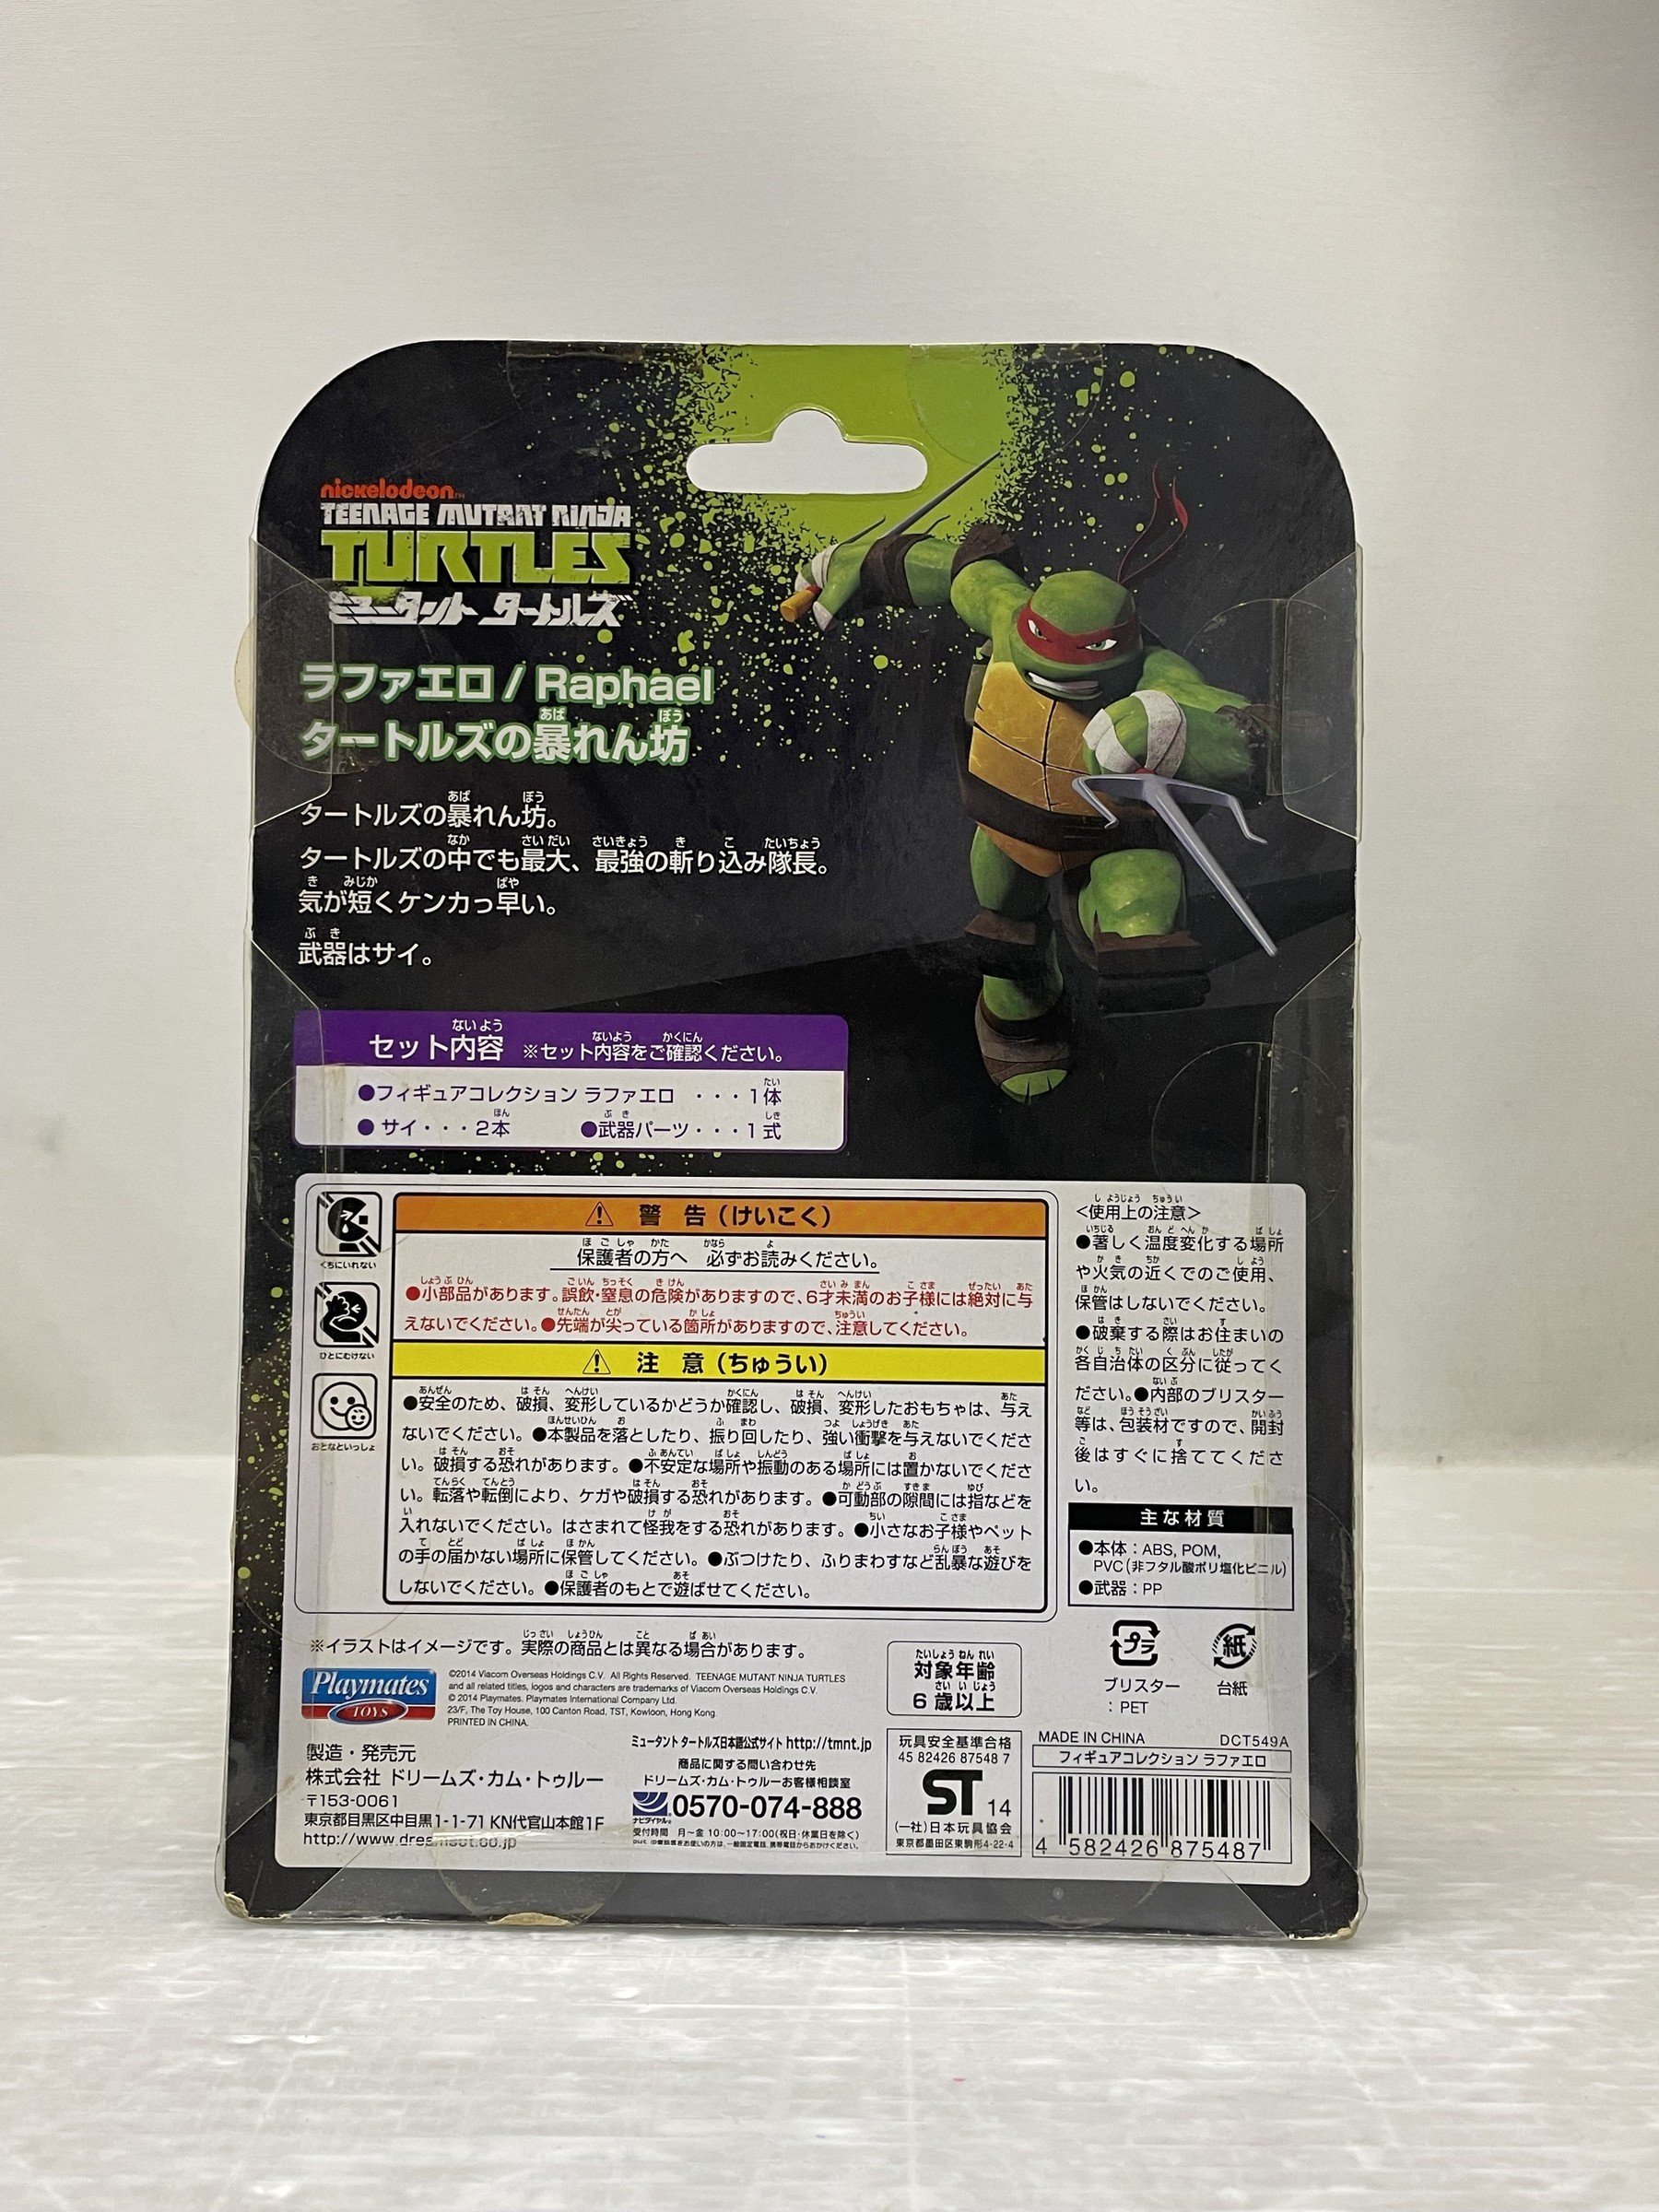 nickelodeon
TEENAGE MUTANT NINJA
TURTLES
ミュータント タートルズ
ラファエロ / Raphael
タートルズの暴れん坊
タートルズの暴れん坊。
タートルズの中でも最大、最強の斬り込み隊長。
気が短くケンカっ早い。
武器はサイ。
セット内容 ※セット内容をご確認ください。
●フィギュアコレクション ラファエロ ・・・1体
●サイ・・・2本 ●武器パーツ・・・1式
くちにいれない
ひとにむけない
おとなといっしょ
⚠ 警 告（けいこく）
保護者の方へ 必ずお読みください。
●小部品があります。誤飲・窒息の危険がありますので、6才未満のお子様には絶対に与
えないでください。●先端が尖っている箇所がありますので、注意してください。
⚠ 注 意（ちゅうい）
●安全のため、破損、変形しているかどうか確認し、破損、変形したおもちゃは、与え
ないでください。●本製品を落としたり、振り回したり、強い衝撃を与えないでくださ
い。破損する恐れがあります。●不安定な場所や振動のある場所には置かないでくださ
い。転落や転倒により、ケガや破損する恐れがあります。●可動部の隙間には指などを
入れないでください。はさまれて怪我をする恐れがあります。●小さなお子様やペット
の手の届かない場所に保管してください。●ぶつけたり、ふりまわすなど乱暴な遊びを
しないでください。●保護者のもとで遊ばせてください。
<使用上の注意>
●著しく温度変化する場所
や火気の近くでのご使用、
保管はしないでください。
●破棄する際はお住まいの
各自治体の区分に従ってく
ださい。●内部のブリスター
等は、包装材ですので、開封
後はすぐに捨ててくださ
い。
主な材質
●本体：ABS, POM,
PVC（非フタル酸ポリ塩化ビニル）
●武器：PP
プラ
ブリスター
：PET
紙
台紙
※イラストはイメージです。実際の商品とは異なる場合があります。
Playmates
TOYS
©2014 Viacom Overseas Holdings C.V. All Rights Reserved. TEENAGE MUTANT NINJA TURTLES
and all related titles, logos and characters are trademarks of Viacom Overseas Holdings C.V.
© 2014 Playmates. Playmates International Company Ltd.
23/F, The Toy House, 100 Canton Road, TST, Kowloon, Hong Kong.
PRINTED IN CHINA.
対象年齢
6歳以上
製造・発売元
株式会社 ドリームズ・カム・トゥルー
〒153-0061
東京都目黒区中目黒1-1-71 KN代官山本館1F
ミュータント タートルズ日本語公式サイト http://tmnt.jp
商品に関する問い合わせ先
ドリームズ・カム・トゥルーお客様相談室
ナビダイヤル 0570-074-888
受付時間 月～金 10:00～17:00(祝日・休業日を除く)
玩具安全基準合格
45 82426 87548 7
ST 14
(一社)日本玩具協会
東京都墨田区東駒形4-22-4
MADE IN CHINA DCT549A
フィギュアコレクション ラファエロ
4 582426 875487